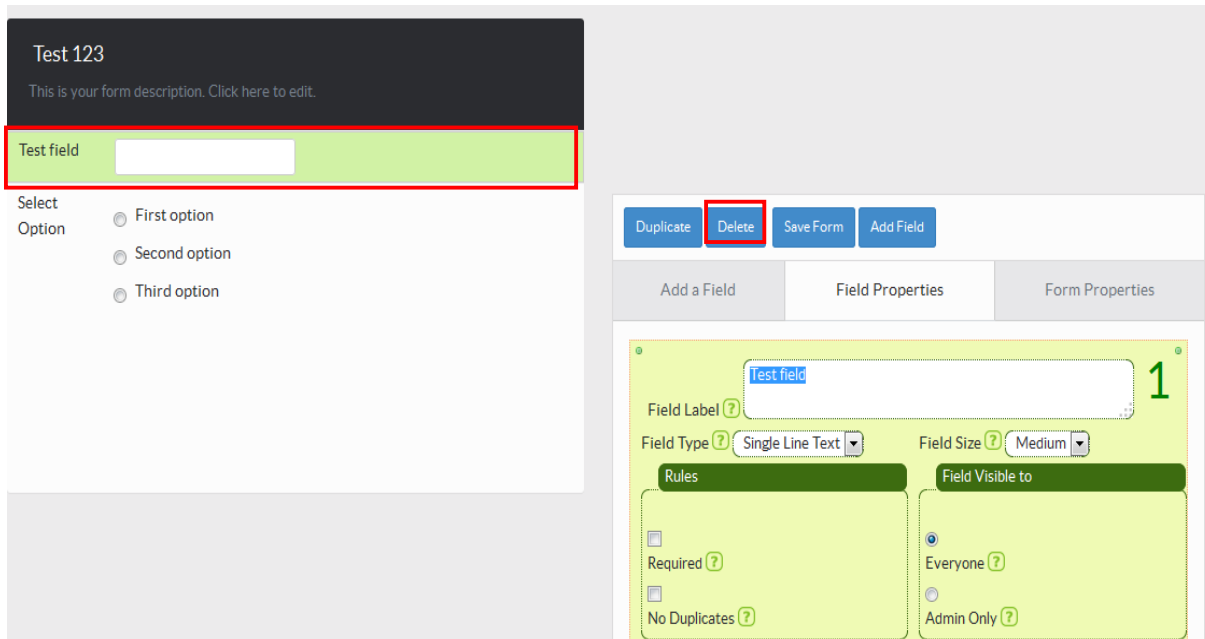 Test 123
This is your form description. Click here to edit.
Test field
Select
Option
First option
Second option
Third option
Duplicate Delete Save Form Add Field
Add a Field Field Properties Form Properties
Test field
1
Field Label ?
Field Type ? Single Line Text Field Size ? Medium
Rules Field Visible to
Required ? Everyone ?
No Duplicates ? Admin Only ?